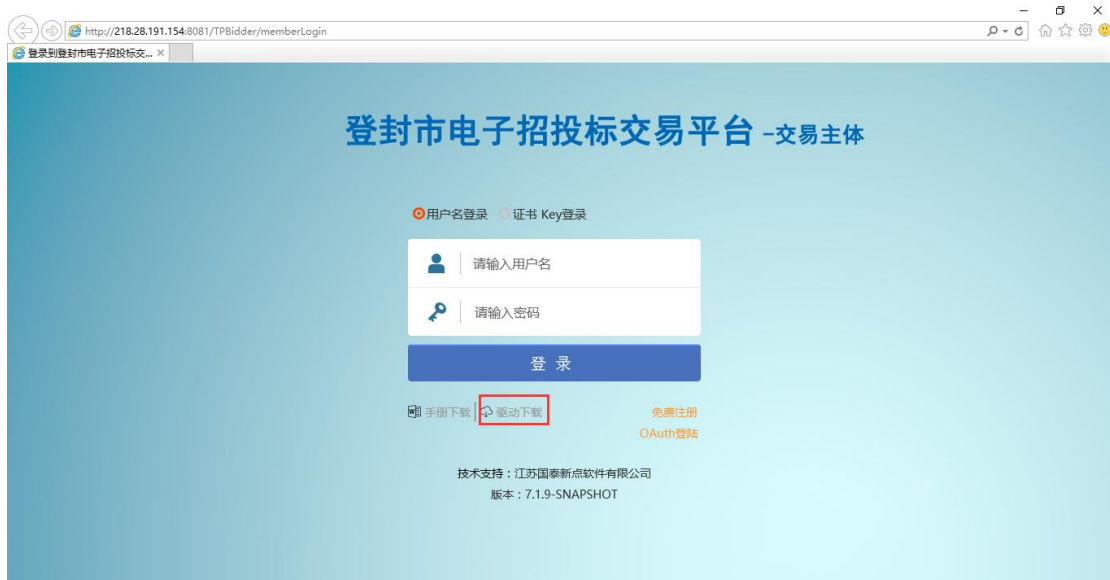 http://218.28.191.154:8081/TPBidder/memberLogin
登录到登封市电子招投标交...
登封市电子招投标交易平台 -交易主体
用户名登录 证书 Key登录
请输入用户名
请输入密码
登 录
手册下载 驱动下载 免费注册
OAuth登陆
技术支持：江苏国泰新点软件有限公司
版本：7.1.9-SNAPSHOT